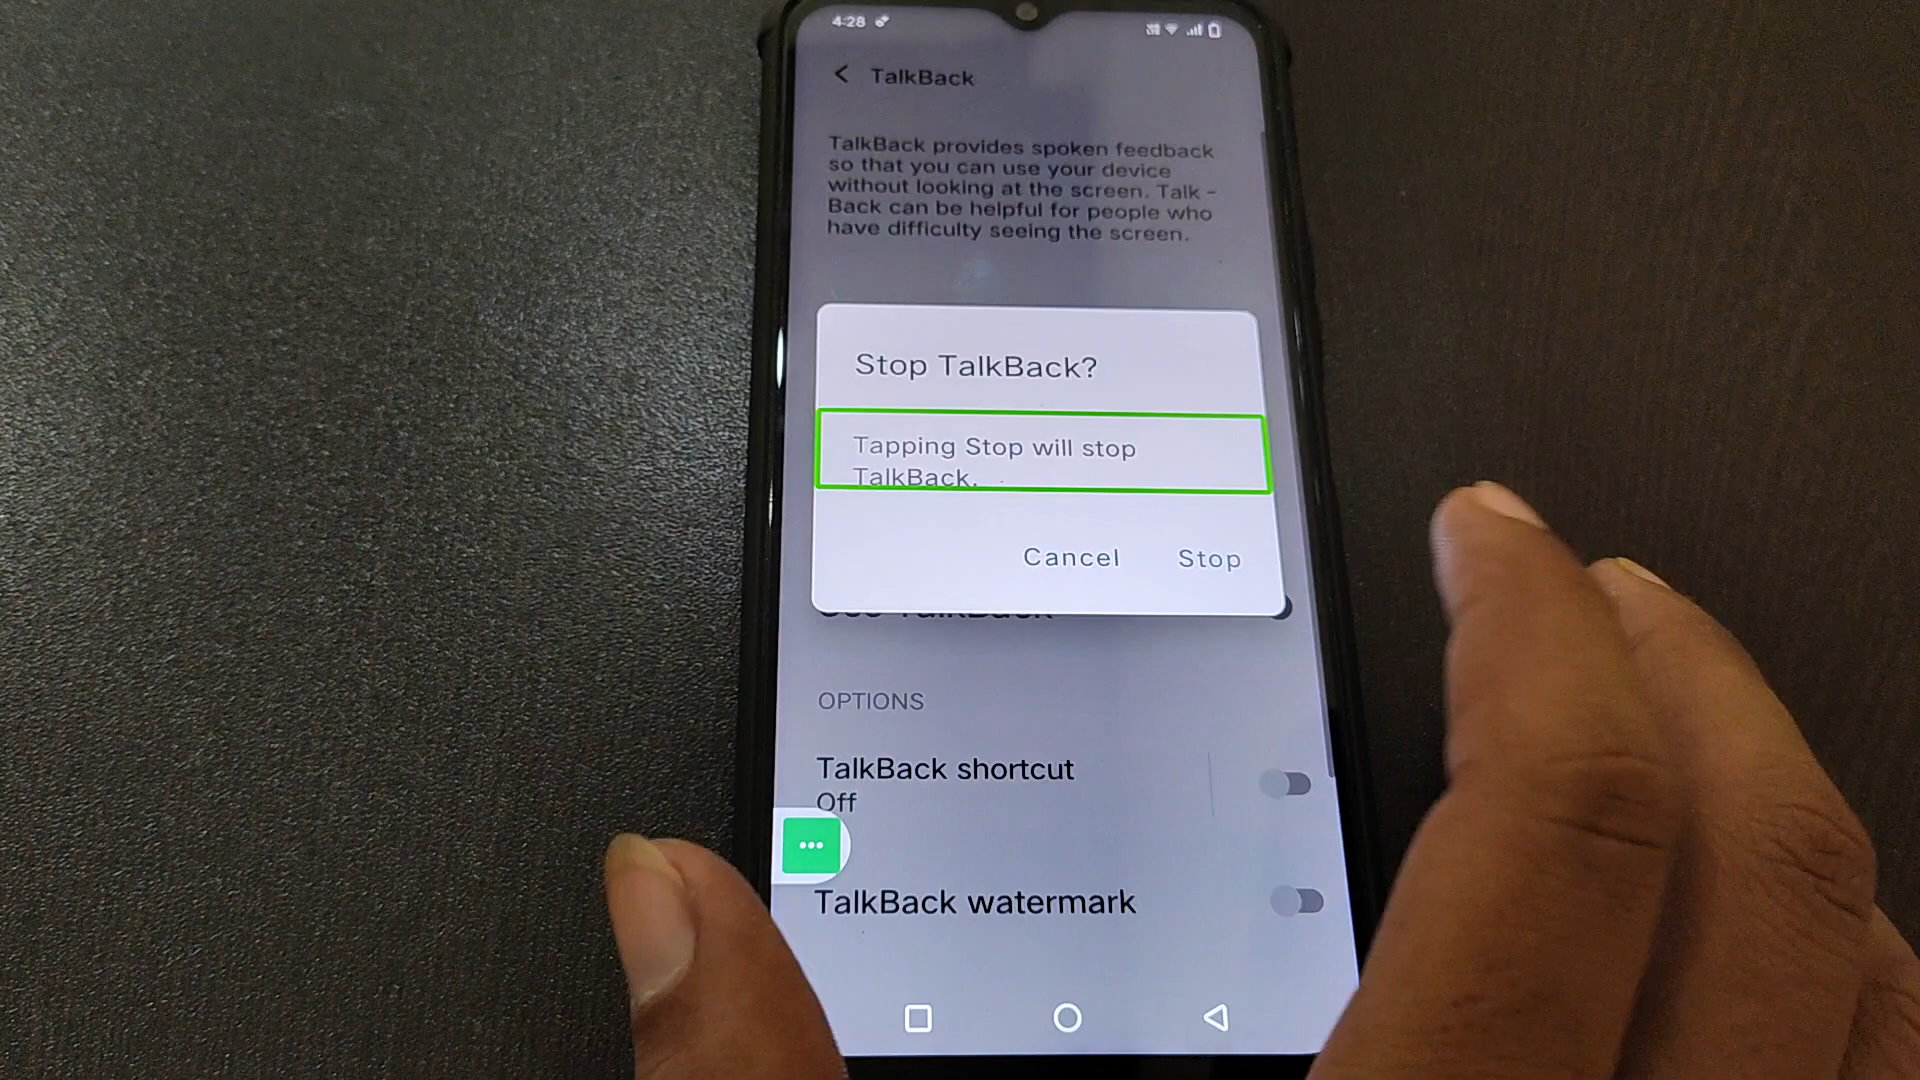 4:28
TalkBack
TalkBack provides spoken feedback
so that you can use your device
without looking at the screen. Talk -
Back can be helpful for people who
have difficulty seeing the screen.
Stop TalkBack?
Tapping Stop will stop
TalkBack.
Cancel Stop
Use TalkBack
OPTIONS
TalkBack shortcut
Off
TalkBack watermark